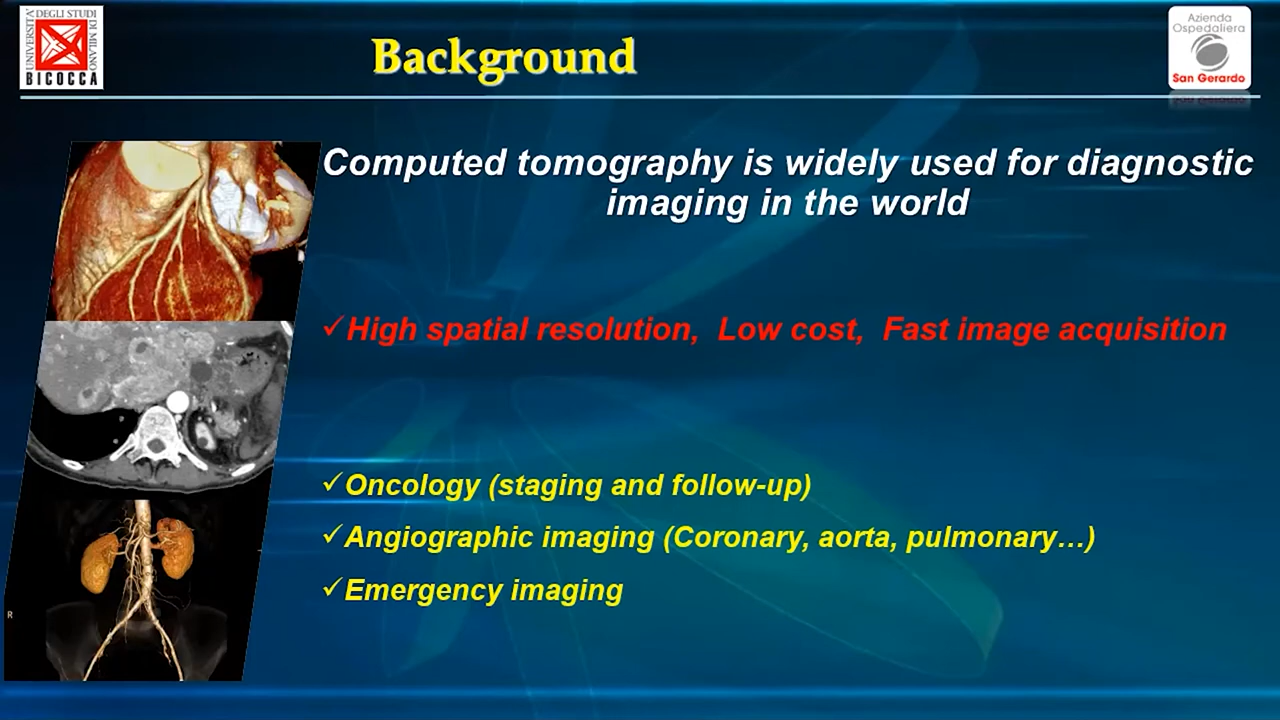 UNIVERSITA' DEGLI STUDI DI MILANO
BICOCCA
Background
Azienda
Ospedaliera
San Gerardo
Computed tomography is widely used for diagnostic
imaging in the world
✓High spatial resolution, Low cost, Fast image acquisition
✓Oncology (staging and follow-up)
✓Angiographic imaging (Coronary, aorta, pulmonary…)
✓Emergency imaging
R